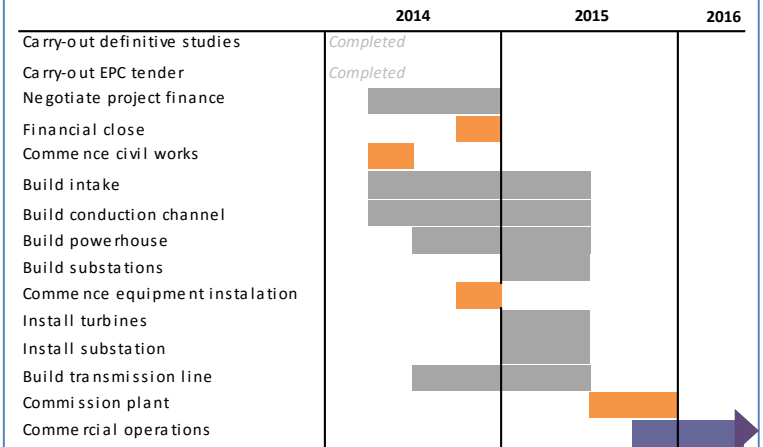 2014 2015 2016
Carry-out definitive studies Completed
Carry-out EPC tender Completed
Negotiate project finance
Financial close
Commence civil works
Build intake
Build conduction channel
Build powerhouse
Build substations
Commence equipment instalation
Install turbines
Install substation
Build transmission line
Commission plant
Commercial operations